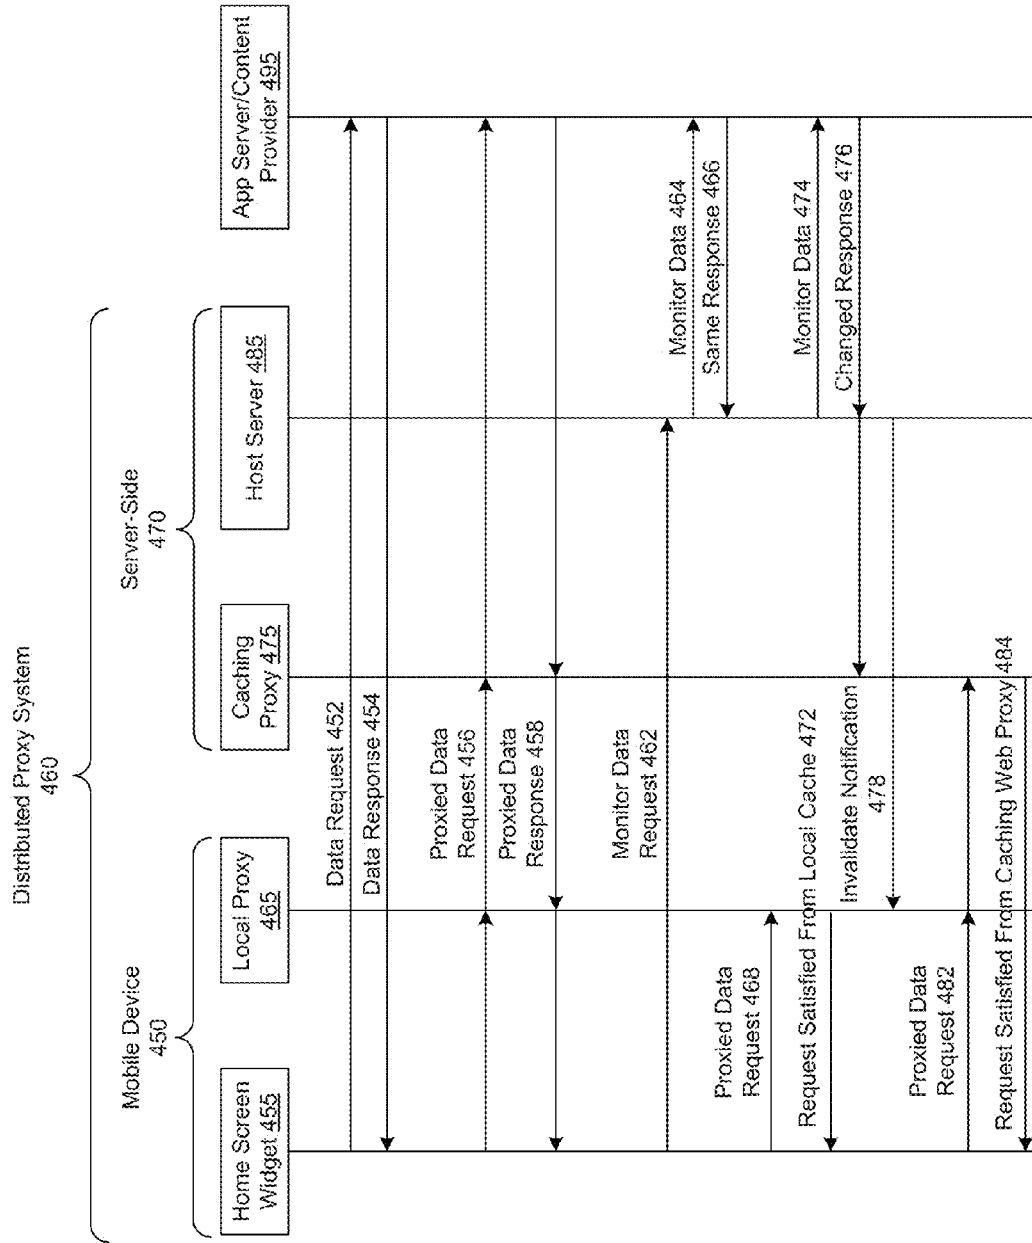 Distributed Proxy System
460
Mobile Device
450
Server-Side
470
Home Screen
Widget 455
Local Proxy
465
Caching
Proxy 475
Host Server 485
App Server/Content
Provider 495
Data Request 452
Data Response 454
Proxied Data
Request 456
Proxied Data
Response 458
Monitor Data
Request 462
Monitor Data 464
Same Response 466
Proxied Data
Request 468
Request Satisfied From Local Cache 472
Monitor Data 474
Changed Response 476
Invalidate Notification
478
Proxied Data
Request 482
Request Satisfied From Caching Web Proxy 484